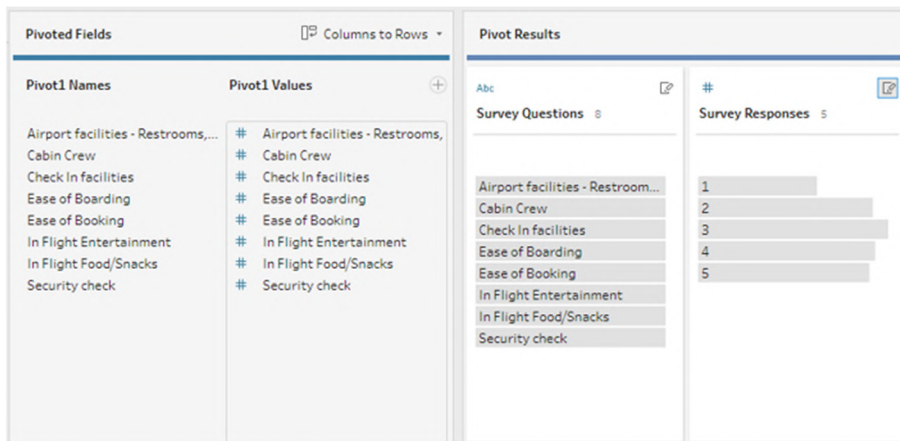 Pivoted Fields
Columns to Rows
Pivot1 Names
Pivot1 Values
Airport facilities - Restrooms,...
Cabin Crew
Check In facilities
Ease of Boarding
Ease of Booking
In Flight Entertainment
In Flight Food/Snacks
Security check
# Airport facilities - Restrooms,
# Cabin Crew
# Check In facilities
# Ease of Boarding
# Ease of Booking
# In Flight Entertainment
# In Flight Food/Snacks
# Security check
Pivot Results
Abc
Survey Questions 8
Airport facilities - Restroom...
Cabin Crew
Check In facilities
Ease of Boarding
Ease of Booking
In Flight Entertainment
In Flight Food/Snacks
Security check
#
Survey Responses 5
1
2
3
4
5